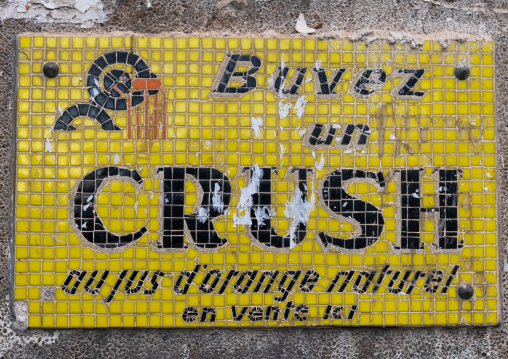 Buvez
un
CRUSH
au jus d'orange naturel
en vente ici